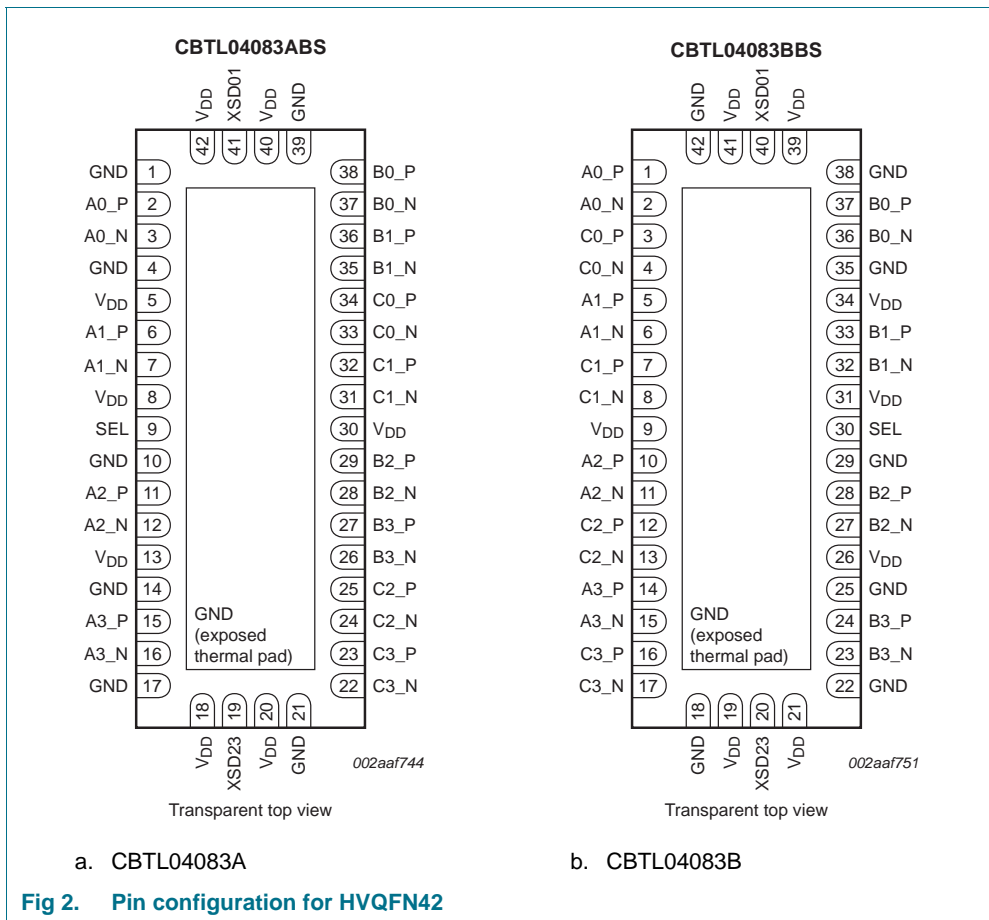 CBTL04083ABS
VDD XSD01 VDD GND
42 41 40 39
GND 1 38 B0_P
A0_P 2 37 B0_N
A0_N 3 36 B1_P
GND 4 35 B1_N
VDD 5 34 C0_P
A1_P 6 33 C0_N
A1_N 7 32 C1_P
VDD 8 31 C1_N
SEL 9 30 VDD
GND 10 29 B2_P
A2_P 11 28 B2_N
A2_N 12 27 B3_P
VDD 13 26 B3_N
GND 14 25 C2_P
A3_P 15 24 C2_N
A3_N 16 23 C3_P
GND 17 22 C3_N
GND
(exposed
thermal pad)
18 19 20 21
VDD XSD23 VDD GND
002aaf744
Transparent top view
a. CBTL04083A
CBTL04083BBS
GND VDD XSD01 VDD
42 41 40 39
A0_P 1 38 GND
A0_N 2 37 B0_P
C0_P 3 36 B0_N
C0_N 4 35 GND
A1_P 5 34 VDD
A1_N 6 33 B1_P
C1_P 7 32 B1_N
C1_N 8 31 VDD
VDD 9 30 SEL
A2_P 10 29 GND
A2_N 11 28 B2_P
C2_P 12 27 B2_N
C2_N 13 26 VDD
A3_P 14 25 GND
A3_N 15 24 B3_P
C3_P 16 23 B3_N
C3_N 17 22 GND
GND
(exposed
thermal pad)
18 19 20 21
GND VDD XSD23 VDD
002aaf751
Transparent top view
b. CBTL04083B
Fig 2. Pin configuration for HVQFN42